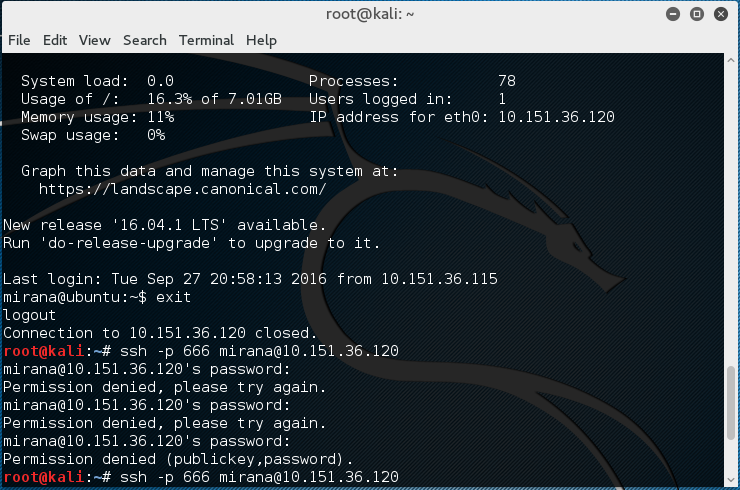 root@kali: ~
File Edit View Search Terminal Help
System load: 0.0 Processes: 78
Usage of /: 16.3% of 7.01GB Users logged in: 1
Memory usage: 11% IP address for eth0: 10.151.36.120
Swap usage: 0%
Graph this data and manage this system at:
https://landscape.canonical.com/
New release '16.04.1 LTS' available.
Run 'do-release-upgrade' to upgrade to it.
Last login: Tue Sep 27 20:58:13 2016 from 10.151.36.115
mirana@ubuntu:~$ exit
logout
Connection to 10.151.36.120 closed.
root@kali:~# ssh -p 666 mirana@10.151.36.120
mirana@10.151.36.120's password:
Permission denied, please try again.
mirana@10.151.36.120's password:
Permission denied, please try again.
mirana@10.151.36.120's password:
Permission denied (publickey,password).
root@kali:~# ssh -p 666 mirana@10.151.36.120